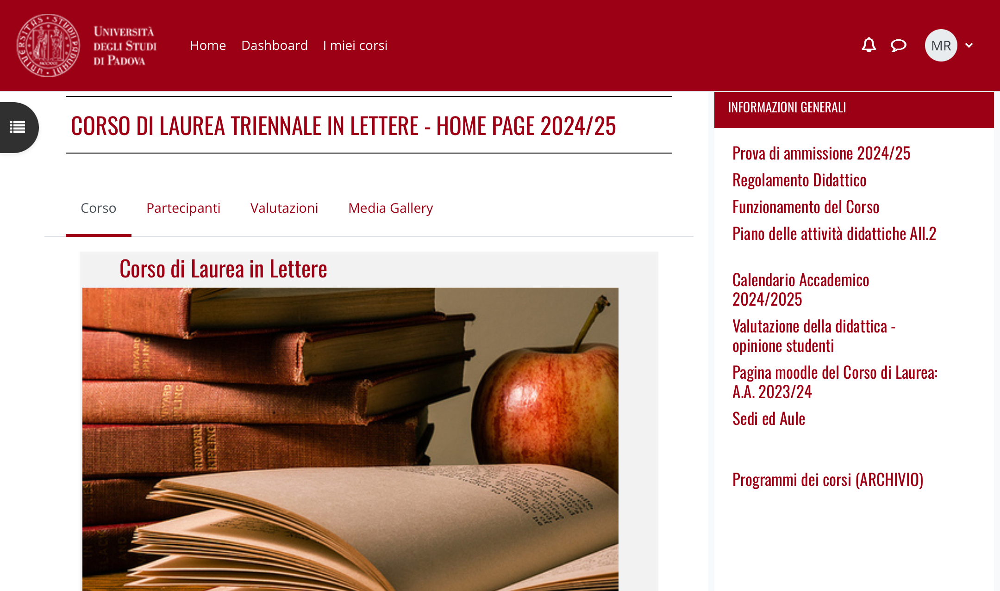 UNIVERSITÀ
DEGLI STUDI
DI PADOVA
Home
Dashboard
I miei corsi
MR
CORSO DI LAUREA TRIENNALE IN LETTERE - HOME PAGE 2024/25
Corso
Partecipanti
Valutazioni
Media Gallery
Corso di Laurea in Lettere
RUDYARD
KIPLING
INFORMAZIONI GENERALI
Prova di ammissione 2024/25
Regolamento Didattico
Funzionamento del Corso
Piano delle attività didattiche All.2
Calendario Accademico
2024/2025
Valutazione della didattica -
opinione studenti
Pagina moodle del Corso di Laurea:
A.A. 2023/24
Sedi ed Aule
Programmi dei corsi (ARCHIVIO)